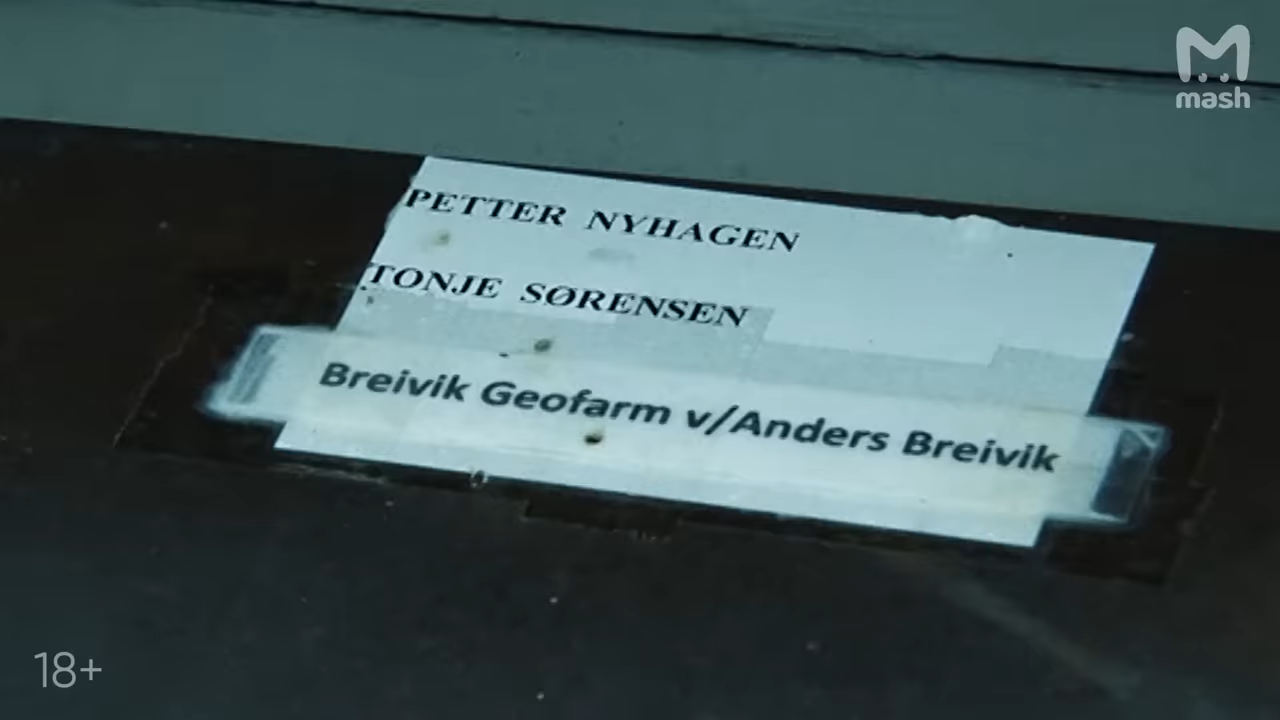 mash
PETTER NYHAGEN
TONJE SØRENSEN
Breivik Geofarm v/Anders Breivik
18+